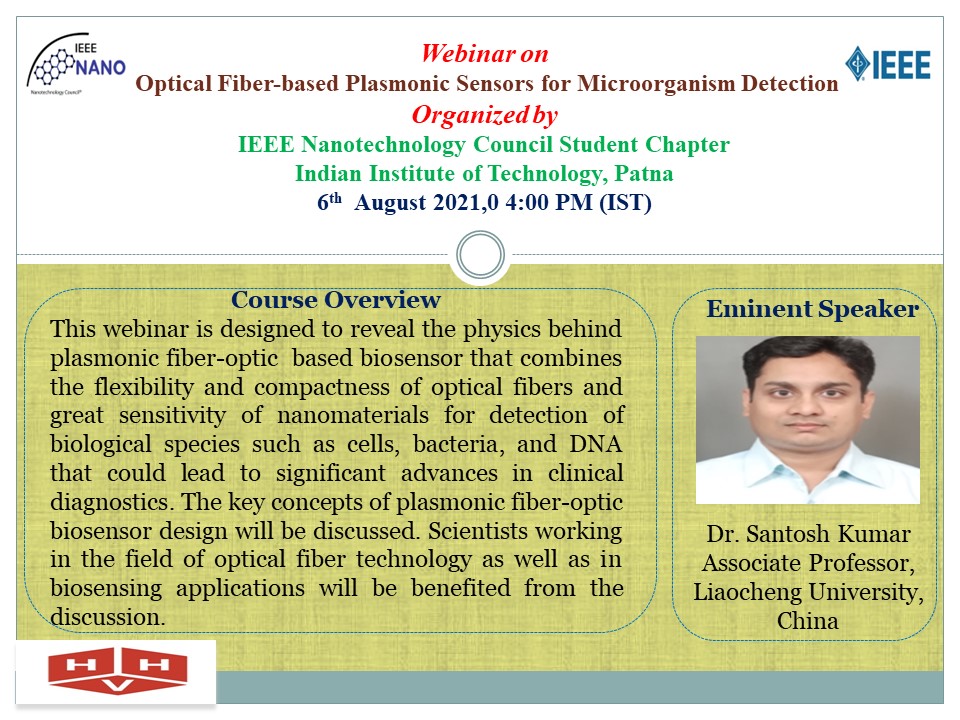 IEEE
NANO
Nanotechnology Council®
IEEE
Webinar on
Optical Fiber-based Plasmonic Sensors for Microorganism Detection
Organized by
IEEE Nanotechnology Council Student Chapter
Indian Institute of Technology, Patna
6th August 2021,0 4:00 PM (IST)
Course Overview
This webinar is designed to reveal the physics behind
plasmonic fiber-optic based biosensor that combines
the flexibility and compactness of optical fibers and
great sensitivity of nanomaterials for detection of
biological species such as cells, bacteria, and DNA
that could lead to significant advances in clinical
diagnostics. The key concepts of plasmonic fiber-optic
biosensor design will be discussed. Scientists working
in the field of optical fiber technology as well as in
biosensing applications will be benefited from the
discussion.
Eminent Speaker
Dr. Santosh Kumar
Associate Professor,
Liaocheng University,
China
HHV